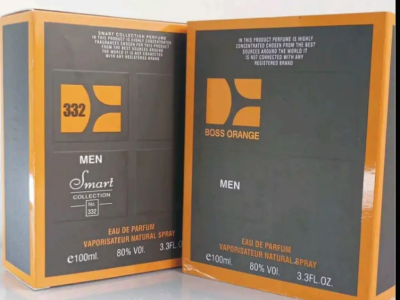 SMART COLLECTION PERFUME
IN THIS PRODUCT PERFUME IS HIGHLY
CONCENTRATED
FRAGRANCES CHOSEN FOR THIS
FROM THE BEST SOURCES AROUND THE
WORLD IT IS NOT CONNECTED
WITH ANY REGISTERED BRAND
332
MEN
Smart
COLLECTION
No.
332
EAU DE PARFUM
VAPORISATEUR NATURAL SPRAY
e100ml. 80% VOL. 3.3FL.OZ
IN THIS PRODUCT PERFUME IS HIGHLY
CONCENTRATED CHOSEN FROM THE BEST
SOURCES AROUND THE WORLD IT
IS NOT CONNECTED WITH ANY
REGISTERED BRAND
BOSS ORANGE
MEN
EAU DE PARFUM
VAPORISATEUR NATURAL SPRAY
e100ml. 80% VOL. 3.3FL.OZ.